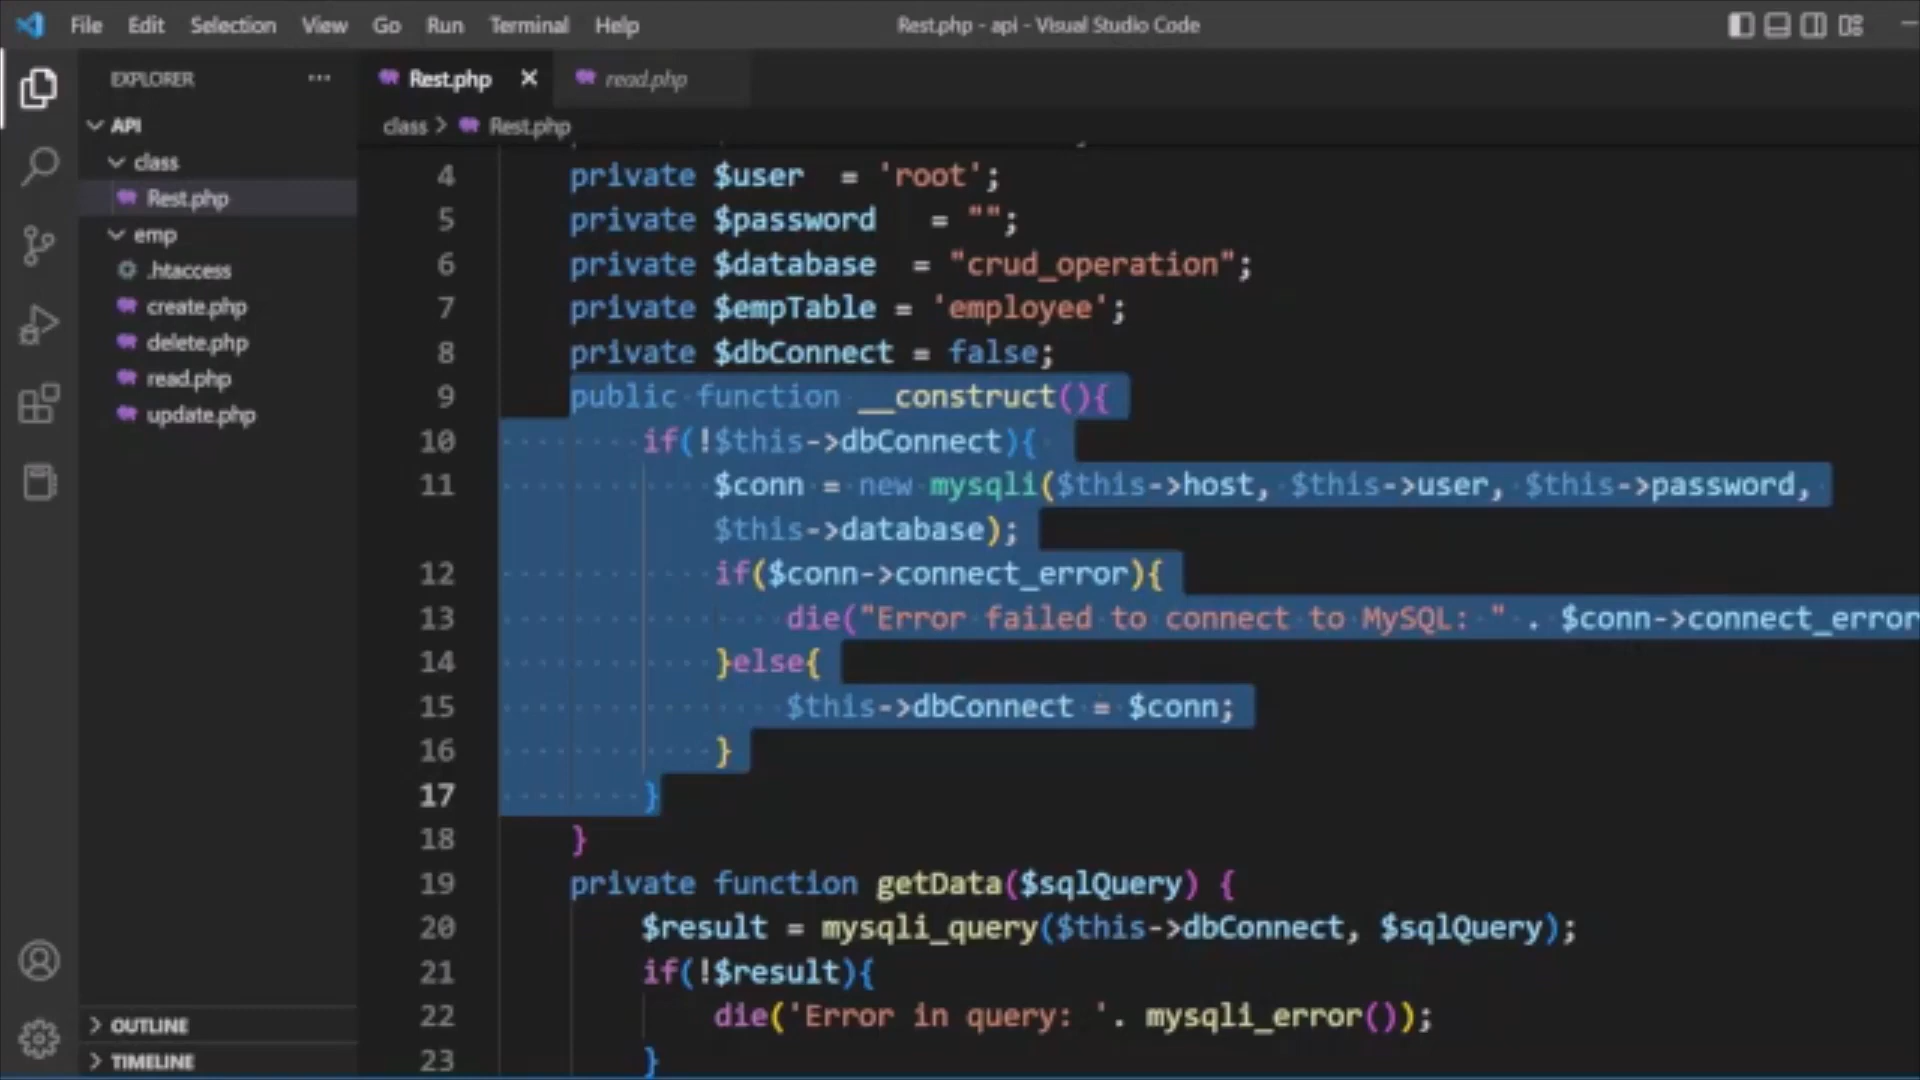 File Edit Selection View Go Run Terminal Help
Rest.php - api - Visual Studio Code
EXPLORER ...
API
class
Rest.php
emp
.htaccess
create.php
delete.php
read.php
update.php
OUTLINE
TIMELINE
Rest.php × read.php
class > Rest.php
4 private $user = 'root';
5 private $password = "";
6 private $database = "crud_operation";
7 private $empTable = 'employee';
8 private $dbConnect = false;
9 public function __construct(){
10 if(!$this->dbConnect){
11 $conn = new mysqli($this->host, $this->user, $this->password,
$this->database);
12 if($conn->connect_error){
13 die("Error failed to connect to MySQL: " . $conn->connect_error
14 }else{
15 $this->dbConnect = $conn;
16 }
17 }
18 }
19 private function getData($sqlQuery) {
20 $result = mysqli_query($this->dbConnect, $sqlQuery);
21 if(!$result){
22 die('Error in query: '. mysqli_error());
23 }